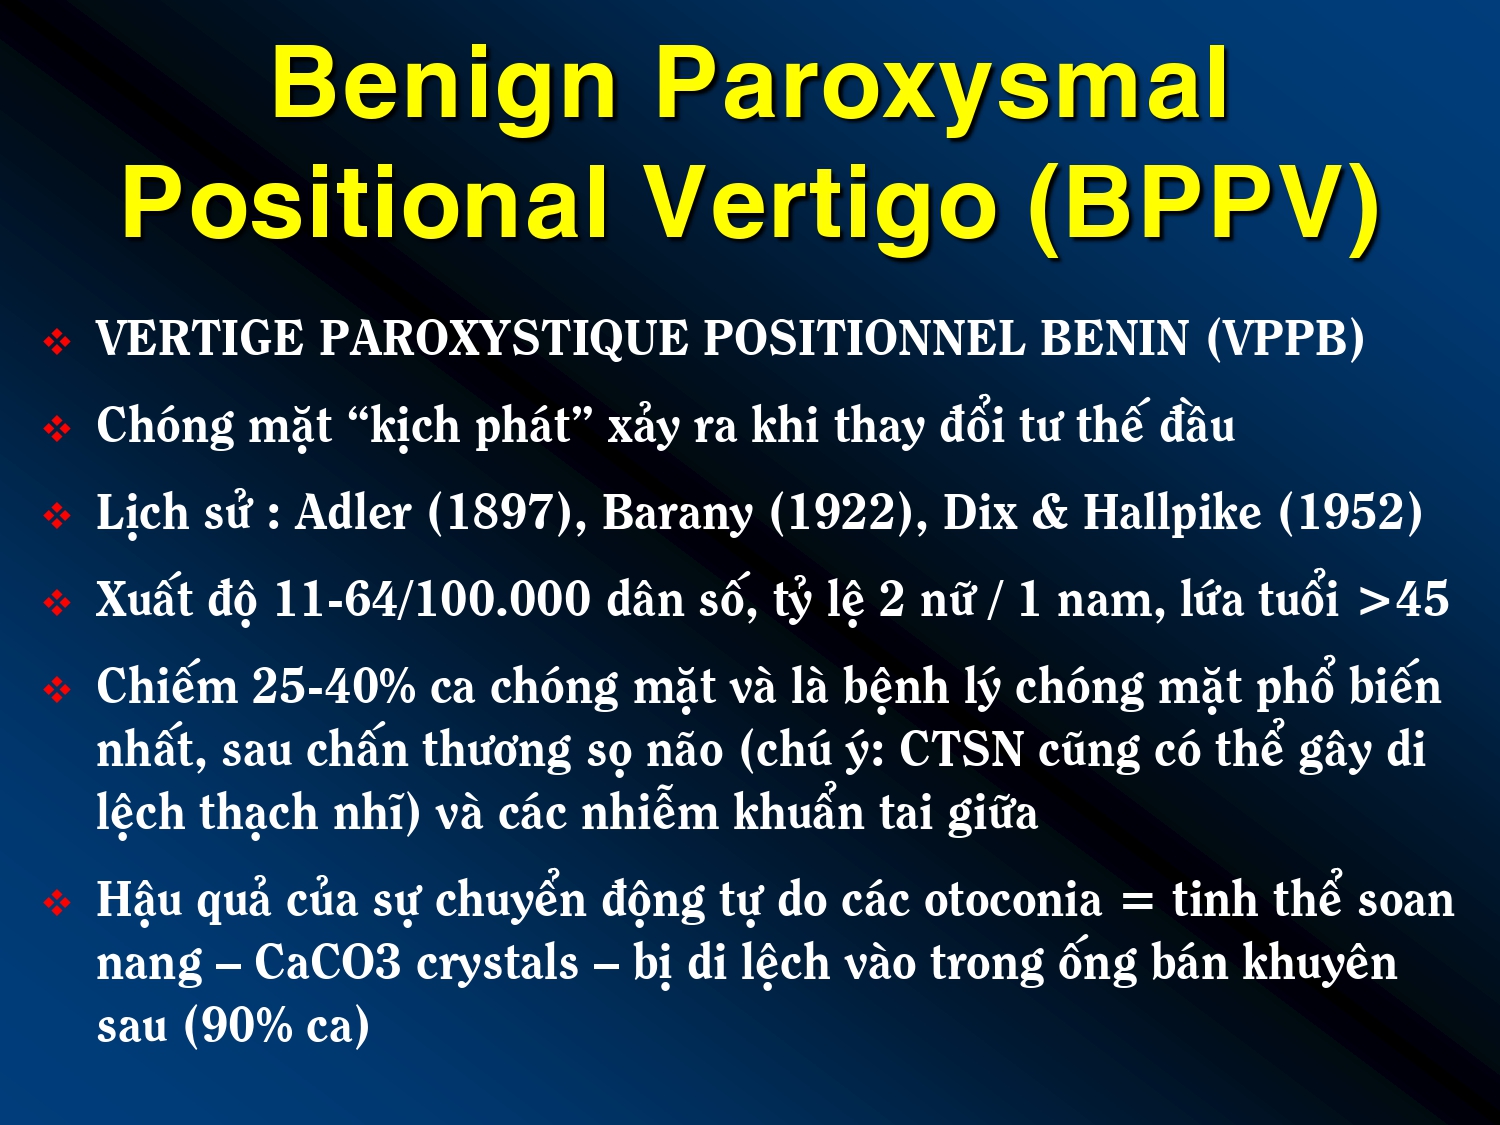 Benign Paroxysmal
Positional Vertigo (BPPV)
VERTIGE PAROXYSTIQUE POSITIONNEL BENIN (VPPB)
Chóng mặt “kịch phát” xảy ra khi thay đổi tư thế đầu
Lịch sử : Adler (1897), Barany (1922), Dix & Hallpike (1952)
Xuất độ 11-64/100.000 dân số, tỷ lệ 2 nữ / 1 nam, lứa tuổi >45
Chiếm 25-40% ca chóng mặt và là bệnh lý chóng mặt phổ biến
nhất, sau chấn thương sọ não (chú ý: CTSN cũng có thể gây di
lệch thạch nhĩ) và các nhiễm khuẩn tai giữa
Hậu quả của sự chuyển động tự do các otoconia = tinh thể soan
nang – CaCO3 crystals – bị di lệch vào trong ống bán khuyên
sau (90% ca)